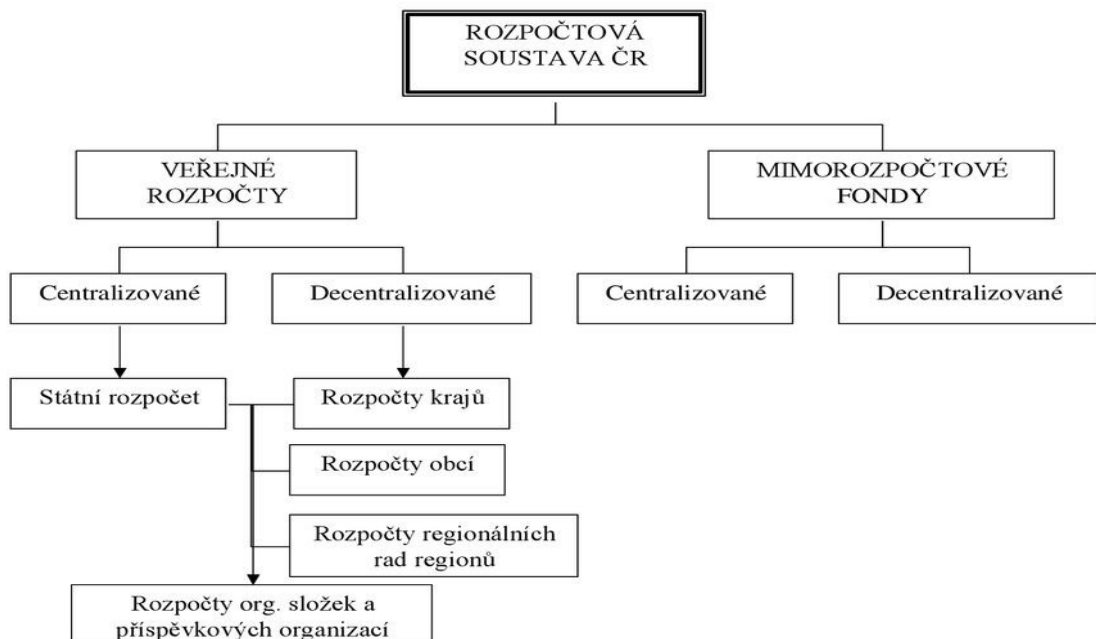 ROZPOČTOVÁ
SOUSTAVA ČR
VEŘEJNÉ
ROZPOČTY
MIMOROZPOČTOVÉ
FONDY
Centralizované
Decentralizované
Centralizované
Decentralizované
Státní rozpočet
Rozpočty krajů
Rozpočty obcí
Rozpočty regionálních
rad regionů
Rozpočty org. složek a
příspěvkových organizací